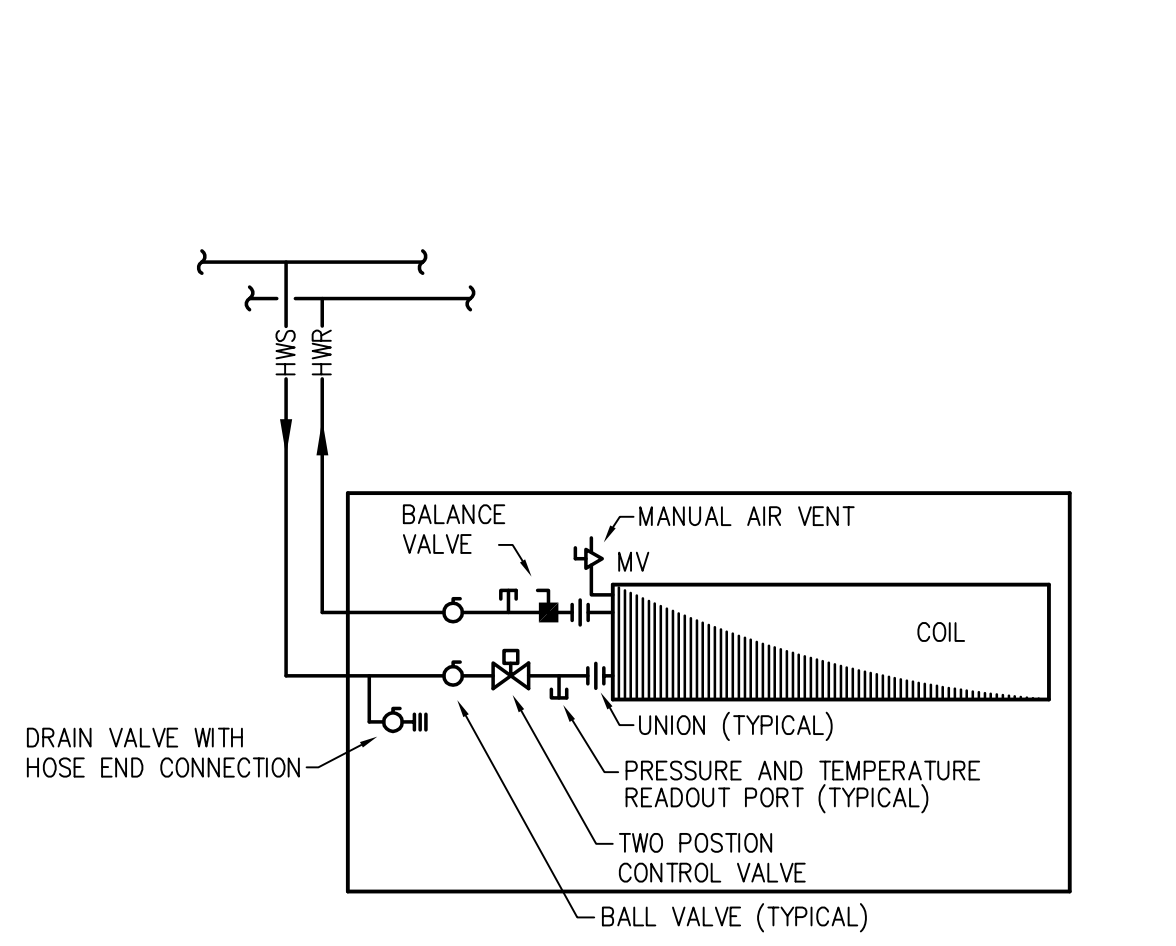 HWS
HWR
BALANCE
VALVE
MANUAL AIR VENT
MV
COIL
UNION (TYPICAL)
DRAIN VALVE WITH
HOSE END CONNECTION
PRESSURE AND TEMPERATURE
READOUT PORT (TYPICAL)
TWO POSTION
CONTROL VALVE
BALL VALVE (TYPICAL)